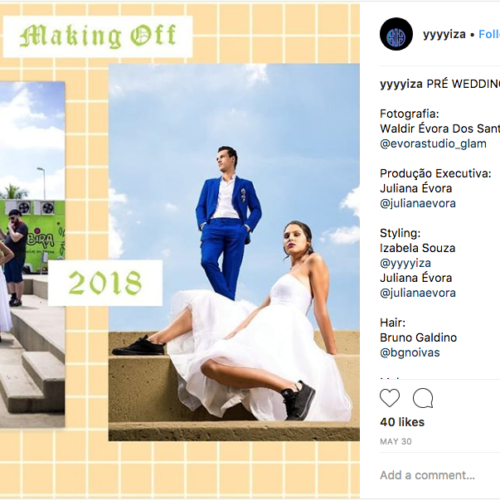 Making Off
2018
yyyyiza • Follo
yyyyiza PRÉ WEDDING
Fotografia:
Waldir Évora Dos Sant
@evorastudio_glam
Produção Executiva:
Juliana Évora
@julianaevora
Styling:
Izabela Souza
@yyyyiza
Juliana Évora
@julianaevora
Hair:
Bruno Galdino
@bgnoivas
40 likes
MAY 30
Add a comment...